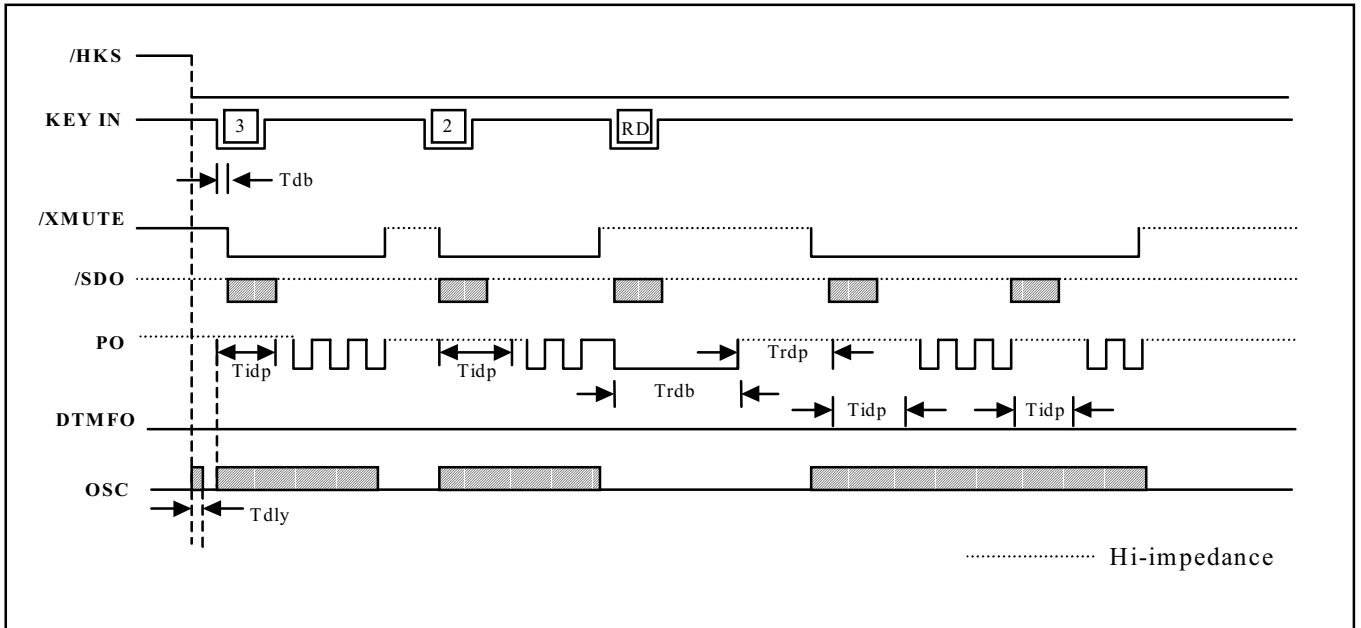 /HKS
KEY IN
3
2
RD
Tdb
/XMUTE
/SDO
PO
Tidp
Tidp
Trdp
Trdb
Tidp
Tidp
DTMFO
OSC
Tdly
Hi-impedance